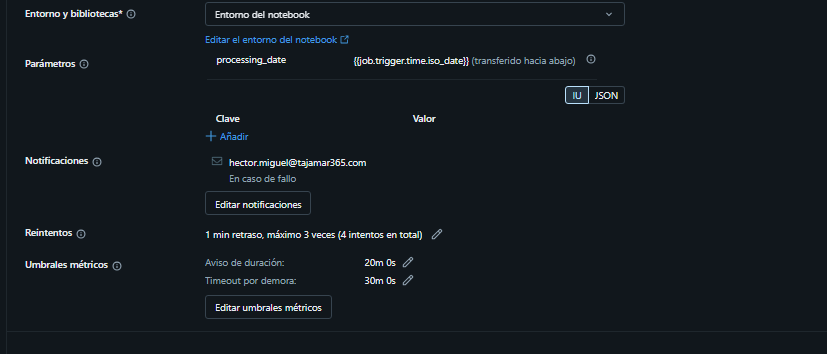 Entorno y bibliotecas* Entorno del notebook
Editar el entorno del notebook
Parámetros processing_date {{job.trigger.time.iso_date}} (transferido hacia abajo)
IU JSON
Clave Valor
+ Añadir
Notificaciones hector.miguel@tajamar365.com
En caso de fallo
Editar notificaciones
Reintentos 1 min retraso, máximo 3 veces (4 intentos en total)
Umbrales métricos Aviso de duración: 20m 0s
Timeout por demora: 30m 0s
Editar umbrales métricos